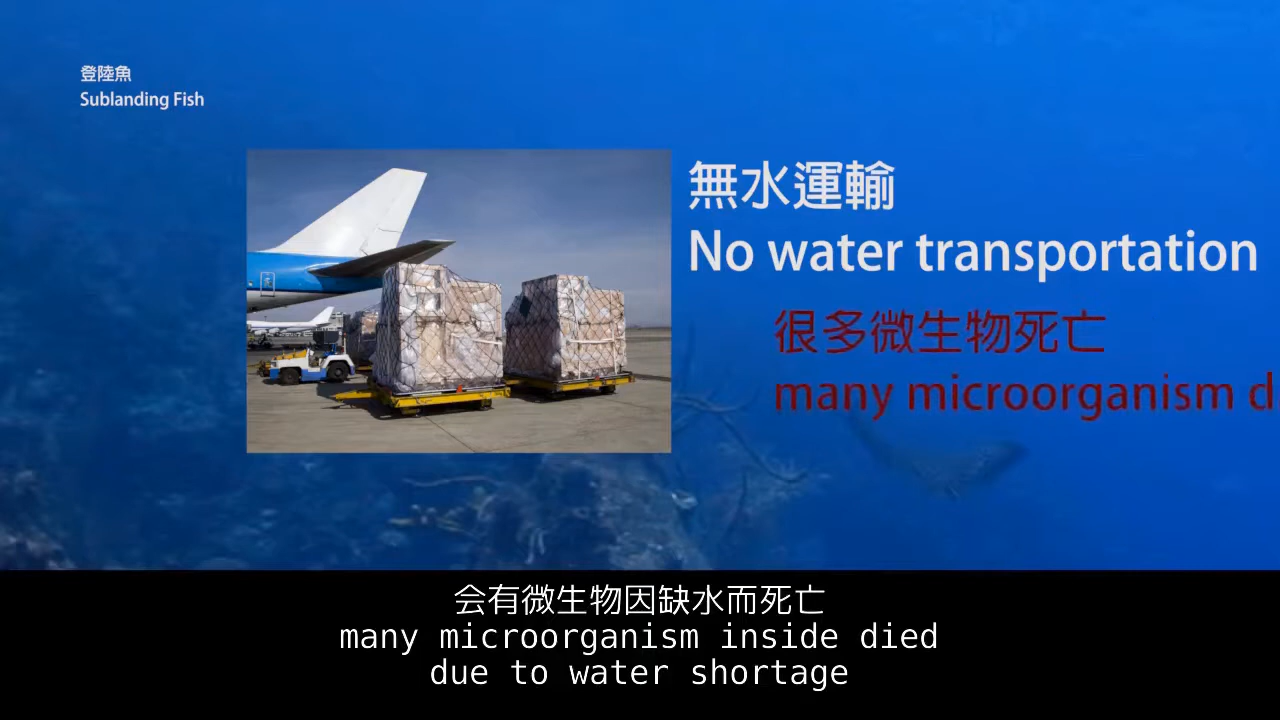 登陸魚
Sublanding Fish
無水運輸
No water transportation
很多微生物死亡
many microorganism d
会有微生物因缺水而死亡
many microorganism inside died
due to water shortage